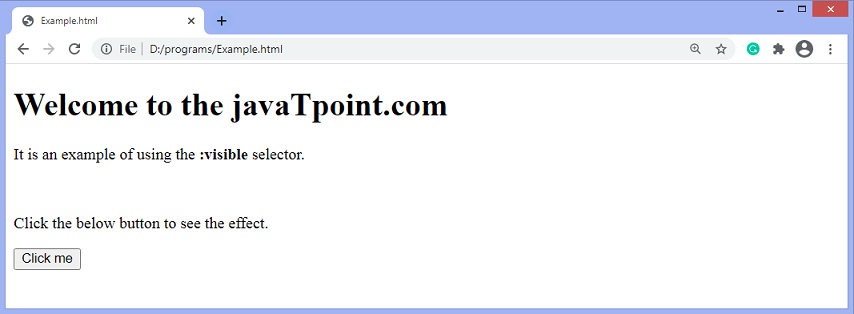 Example.html
File | D:/programs/Example.html
Welcome to the javaTpoint.com
It is an example of using the :visible selector.
Click the below button to see the effect.
Click me